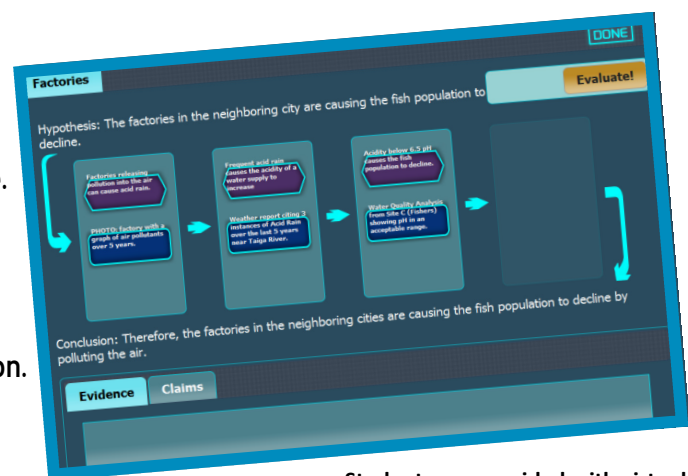 DONE
Factories
Evaluate!
Hypothesis: The factories in the neighboring city are causing the fish population to
decline.
Factories releasing
pollution into the air
can cause acid rain.
PHOTO: factory with a
graph of air pollutants
over 5 years.
Frequent acid rain
causes the acidity of a
water supply to
increase
Weather report citing 3
instances of Acid Rain
over the last 5 years
near Taiga River.
Acidity below 6.5 pH
causes the fish
population to decline.
Water Quality Analysis
from Site C (Fishers)
showing pH in an
acceptable range.
Conclusion: Therefore, the factories in the neighboring cities are causing the fish population to decline by
polluting the air.
on.
Evidence
Claims